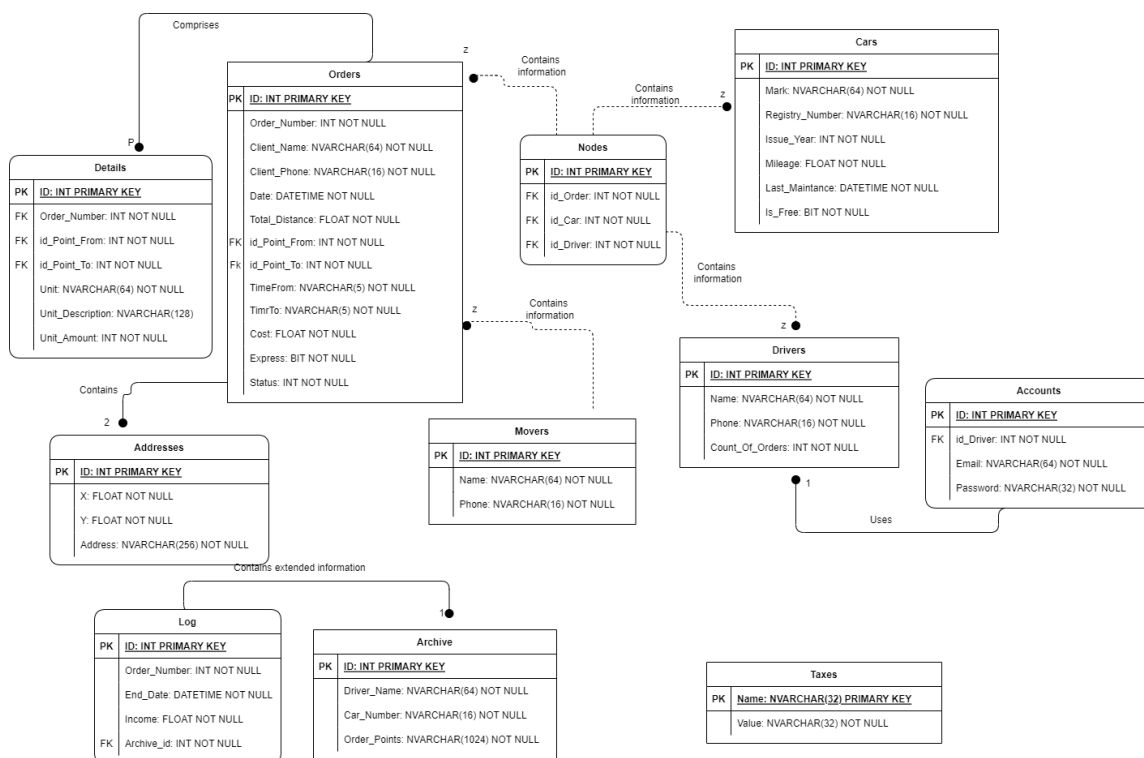 Comprises
Orders
PK ID: INT PRIMARY KEY
Order_Number: INT NOT NULL
Client_Name: NVARCHAR(64) NOT NULL
Client_Phone: NVARCHAR(16) NOT NULL
Date: DATETIME NOT NULL
Total_Distance: FLOAT NOT NULL
FK id_Point_From: INT NOT NULL
Fk id_Point_To: INT NOT NULL
TimeFrom: NVARCHAR(5) NOT NULL
TimrTo: NVARCHAR(5) NOT NULL
Cost: FLOAT NOT NULL
Express: BIT NOT NULL
Status: INT NOT NULL
z
Contains
information
Contains
information
z
Cars
PK ID: INT PRIMARY KEY
Mark: NVARCHAR(64) NOT NULL
Registry_Number: NVARCHAR(16) NOT NULL
Issue_Year: INT NOT NULL
Mileage: FLOAT NOT NULL
Last_Maintance: DATETIME NOT NULL
Is_Free: BIT NOT NULL
Nodes
PK ID: INT PRIMARY KEY
FK id_Order: INT NOT NULL
FK id_Car: INT NOT NULL
FK id_Driver: INT NOT NULL
P
Details
PK ID: INT PRIMARY KEY
FK Order_Number: INT NOT NULL
FK id_Point_From: INT NOT NULL
FK id_Point_To: INT NOT NULL
Unit: NVARCHAR(64) NOT NULL
Unit_Description: NVARCHAR(128)
Unit_Amount: INT NOT NULL
Contains
information
z
Contains
information
z
Drivers
PK ID: INT PRIMARY KEY
Name: NVARCHAR(64) NOT NULL
Phone: NVARCHAR(16) NOT NULL
Count_Of_Orders: INT NOT NULL
Accounts
PK ID: INT PRIMARY KEY
FK id_Driver: INT NOT NULL
Email: NVARCHAR(64) NOT NULL
Password: NVARCHAR(32) NOT NULL
1
Uses
Contains
2
Addresses
PK ID: INT PRIMARY KEY
X: FLOAT NOT NULL
Y: FLOAT NOT NULL
Address: NVARCHAR(256) NOT NULL
Movers
PK ID: INT PRIMARY KEY
Name: NVARCHAR(64) NOT NULL
Phone: NVARCHAR(16) NOT NULL
Contains extended information
1
Log
PK ID: INT PRIMARY KEY
Order_Number: INT NOT NULL
End_Date: DATETIME NOT NULL
Income: FLOAT NOT NULL
FK Archive_id: INT NOT NULL
Archive
PK ID: INT PRIMARY KEY
Driver_Name: NVARCHAR(64) NOT NULL
Car_Number: NVARCHAR(16) NOT NULL
Order_Points: NVARCHAR(1024) NOT NULL
Taxes
PK Name: NVARCHAR(32) PRIMARY KEY
Value: NVARCHAR(32) NOT NULL